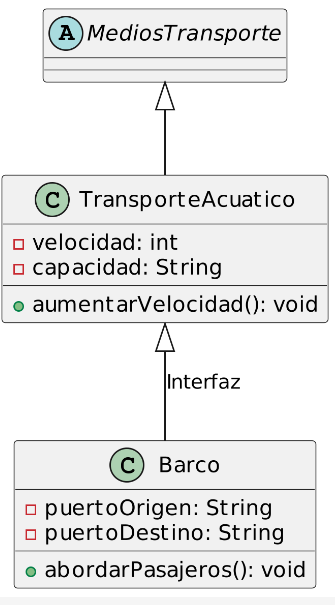 A MediosTransporte
C TransporteAcuatico
velocidad: int
capacidad: String
aumentarVelocidad(): void
Interfaz
C Barco
puertoOrigen: String
puertoDestino: String
abordarPasajeros(): void